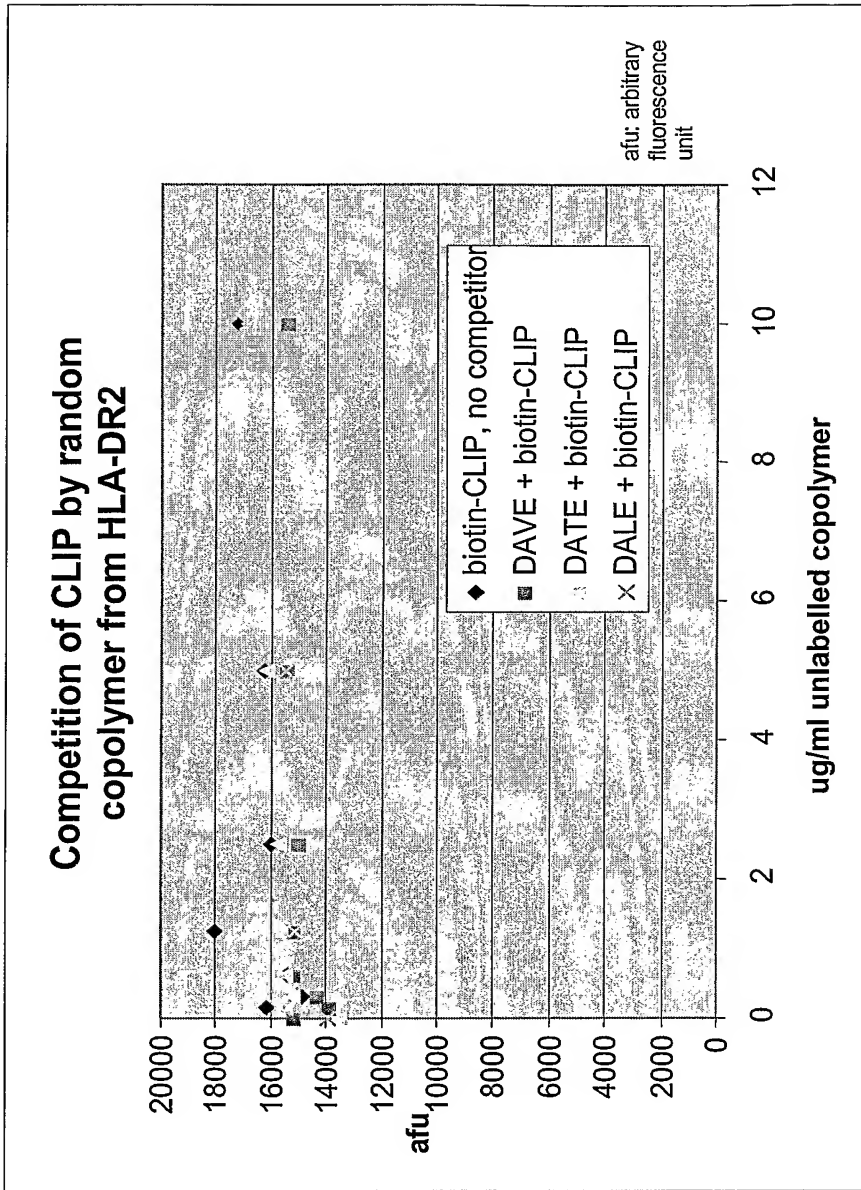 Competition of CLIP by random
copolymer from HLA-DR2
afu
20000
18000
16000
14000
12000
10000
8000
6000
4000
2000
0
0
2
4
6
8
10
12
ug/ml unlabelled copolymer
biotin-CLIP, no competitor
DAVE + biotin-CLIP
DATE + biotin-CLIP
DALE + biotin-CLIP
afu: arbitrary
fluorescence
unit